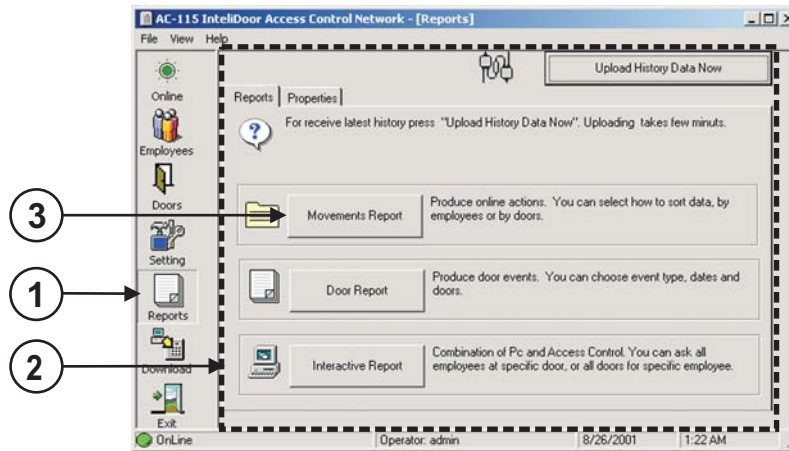 AC-115 InteliDoor Access Control Network - [Reports]
File View Help
Upload History Data Now
Online
Reports Properties
For receive latest history press "Upload History Data Now". Uploading takes few minuts.
Employees
Doors
3
Movements Report
Produce online actions. You can select how to sort data, by
employees or by doors.
Setting
1
Reports
Door Report
Produce door events. You can choose event type, dates and
doors.
2
Download
Interactive Report
Combination of Pc and Access Control. You can ask all
employees at specific door, or all doors for specific employee.
Exit
OnLine
Operator: admin
8/26/2001
1:22 AM